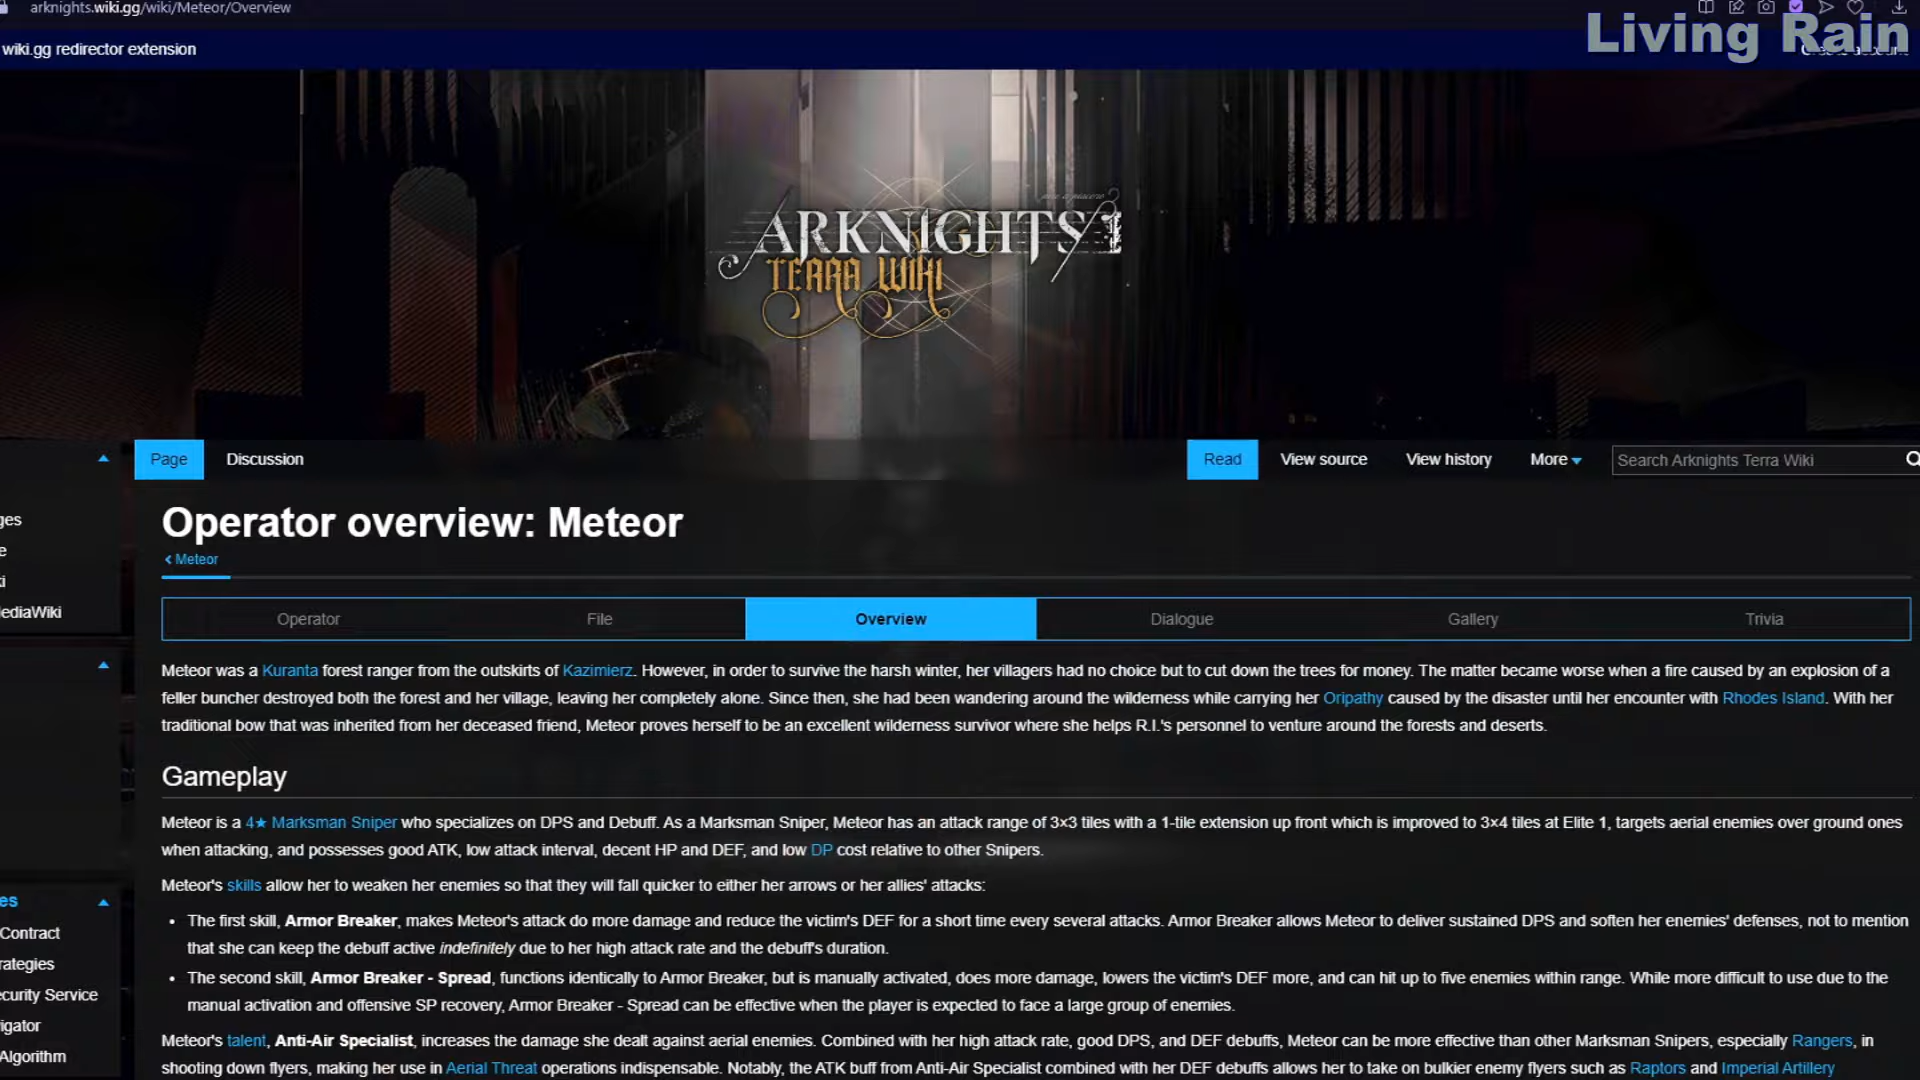 arknights.wiki.gg/wiki/Meteor/Overview
Living Rain
wiki.gg redirector extension
ARKNIGHTS
TERRA WIKI
Page
Discussion
Read
View source
View history
More
Search Arknights Terra Wiki
Operator overview: Meteor
< Meteor
Operator
File
Overview
Dialogue
Gallery
Trivia
Meteor was a Kuranta forest ranger from the outskirts of Kazimierz. However, in order to survive the harsh winter, her villagers had no choice but to cut down the trees for money. The matter became worse when a fire caused by an explosion of a
feller buncher destroyed both the forest and her village, leaving her completely alone. Since then, she had been wandering around the wilderness while carrying her Oripathy caused by the disaster until her encounter with Rhodes Island. With her
traditional bow that was inherited from her deceased friend, Meteor proves herself to be an excellent wilderness survivor where she helps R.I.'s personnel to venture around the forests and deserts.
Gameplay
Meteor is a 4★ Marksman Sniper who specializes on DPS and Debuff. As a Marksman Sniper, Meteor has an attack range of 3×3 tiles with a 1-tile extension up front which is improved to 3×4 tiles at Elite 1, targets aerial enemies over ground ones
when attacking, and possesses good ATK, low attack interval, decent HP and DEF, and low DP cost relative to other Snipers.
Meteor's skills allow her to weaken her enemies so that they will fall quicker to either her arrows or her allies' attacks:
• The first skill, Armor Breaker, makes Meteor's attack do more damage and reduce the victim's DEF for a short time every several attacks. Armor Breaker allows Meteor to deliver sustained DPS and soften her enemies' defenses, not to mention
that she can keep the debuff active indefinitely due to her high attack rate and the debuff's duration.
• The second skill, Armor Breaker - Spread, functions identically to Armor Breaker, but is manually activated, does more damage, lowers the victim's DEF more, and can hit up to five enemies within range. While more difficult to use due to the
manual activation and offensive SP recovery, Armor Breaker - Spread can be effective when the player is expected to face a large group of enemies.
Meteor's talent, Anti-Air Specialist, increases the damage she dealt against aerial enemies. Combined with her high attack rate, good DPS, and DEF debuffs, Meteor can be more effective than other Marksman Snipers, especially Rangers, in
shooting down flyers, making her use in Aerial Threat operations indispensable. Notably, the ATK buff from Anti-Air Specialist combined with her DEF debuffs allows her to take on bulkier enemy flyers such as Raptors and Imperial Artillery
ges
e
ki
lediaWiki
es
Contract
rategies
ecurity Service
igator
Algorithm